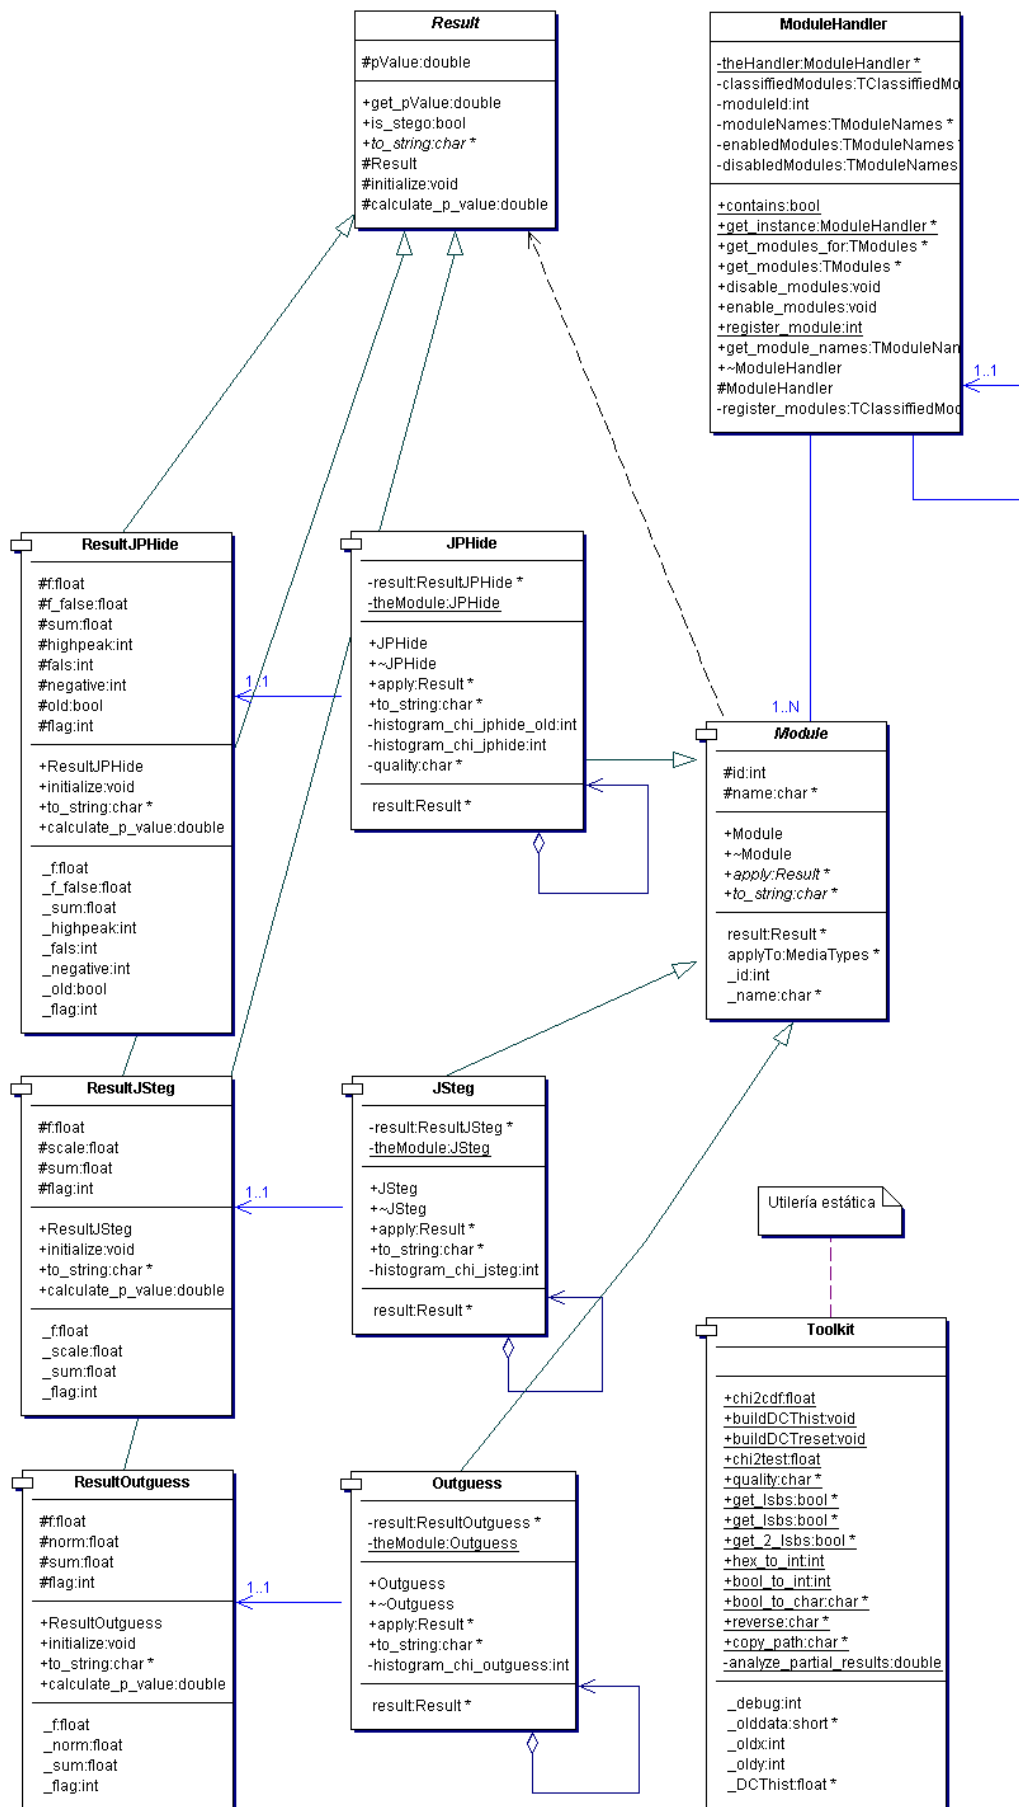 Result
#pValue:double
+get_pValue:double
+is_stego:bool
+to_string:char *
#Result
#initialize:void
#calculate_p_value:double
ModuleHandler
-theHandler:ModuleHandler *
-classiffiedModules:TClassiffiedMo
-moduleId:int
-moduleNames:TModuleNames *
-enabledModules:TModuleNames *
-disabledModules:TModuleNames
+contains:bool
+get_instance:ModuleHandler *
+get_modules_for:TModules *
+get_modules:TModules *
+disable_modules:void
+enable_modules:void
+register_module:int
+get_module_names:TModuleNan
+~ModuleHandler
#ModuleHandler
-register_modules:TClassiffiedMod
1..1
ResultJPHide
#f:float
#f_false:float
#sum:float
#highpeak:int
#fals:int
#negative:int
#old:bool
#flag:int
+ResultJPHide
+initialize:void
+to_string:char *
+calculate_p_value:double
_f:float
_f_false:float
_sum:float
_highpeak:int
_fals:int
_negative:int
_old:bool
_flag:int
1..1
JPHide
-result:ResultJPHide *
-theModule:JPHide
+JPHide
+~JPHide
+apply:Result *
+to_string:char *
-histogram_chi_jphide_old:int
-histogram_chi_jphide:int
-quality:char *
result:Result *
1..N
Module
#id:int
#name:char *
+Module
+~Module
+apply:Result *
+to_string:char *
result:Result *
applyTo:MediaTypes *
_id:int
_name:char *
ResultJSteg
#f:float
#scale:float
#sum:float
#flag:int
+ResultJSteg
+initialize:void
+to_string:char *
+calculate_p_value:double
_f:float
_scale:float
_sum:float
_flag:int
1..1
JSteg
-result:ResultJSteg *
-theModule:JSteg
+JSteg
+~JSteg
+apply:Result *
+to_string:char *
-histogram_chi_jsteg:int
result:Result *
Utilería estática
Toolkit
+chi2cdf:float
+buildDCThist:void
+buildDCTreset:void
+chi2test:float
+quality:char *
+get_lsbs:bool *
+get_lsbs:bool *
+get_2_lsbs:bool *
+hex_to_int:int
+bool_to_int:int
+bool_to_char:char *
+reverse:char *
+copy_path:char *
-analyze_partial_results:double
_debug:int
_olddata:short *
_oldx:int
_oldy:int
_DCThist:float *
ResultOutguess
#f:float
#norm:float
#sum:float
#flag:int
+ResultOutguess
+initialize:void
+to_string:char *
+calculate_p_value:double
_f:float
_norm:float
_sum:float
_flag:int
1..1
Outguess
-result:ResultOutguess *
-theModule:Outguess
+Outguess
+~Outguess
+apply:Result *
+to_string:char *
-histogram_chi_outguess:int
result:Result *